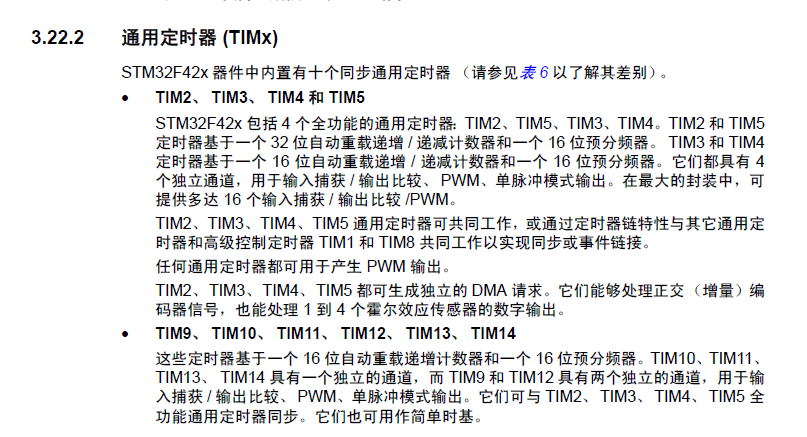 3.22.2 通用定时器 (TIMx)
STM32F42x 器件中内置有十个同步通用定时器 （请参见表 6 以了解其差别）。
• TIM2、 TIM3、 TIM4 和 TIM5
STM32F42x 包括 4 个全功能的通用定时器: TIM2、TIM5、TIM3、TIM4。TIM2 和 TIM5
定时器基于一个 32 位自动重载递增 / 递减计数器和一个 16 位预分频器。 TIM3 和 TIM4
定时器基于一个 16 位自动重载递增 / 递减计数器和一个 16 位预分频器。它们都具有 4
个独立通道，用于输入捕获 / 输出比较、 PWM、单脉冲模式输出。在最大的封装中，可
提供多达 16 个输入捕获 / 输出比较 /PWM。
TIM2、TIM3、TIM4、TIM5 通用定时器可共同工作，或通过定时器链特性与其它通用定
时器和高级控制定时器 TIM1 和 TIM8 共同工作以实现同步或事件链接。
任何通用定时器都可用于产生 PWM 输出。
TIM2、TIM3、TIM4、TIM5 都可生成独立的 DMA 请求。它们能够处理正交 （增量）编
码器信号，也能处理 1 到 4 个霍尔效应传感器的数字输出。
• TIM9、 TIM10、 TIM11、 TIM12、 TIM13、 TIM14
这些定时器基于一个 16 位自动重载递增计数器和一个 16 位预分频器。TIM10、TIM11、
TIM13、 TIM14 具有一个独立的通道，而 TIM9 和 TIM12 具有两个独立的通道，用于输
入捕获 / 输出比较、 PWM、单脉冲模式输出。它们可与 TIM2、TIM3、TIM4、TIM5 全
功能通用定时器同步。它们也可用作简单时基。